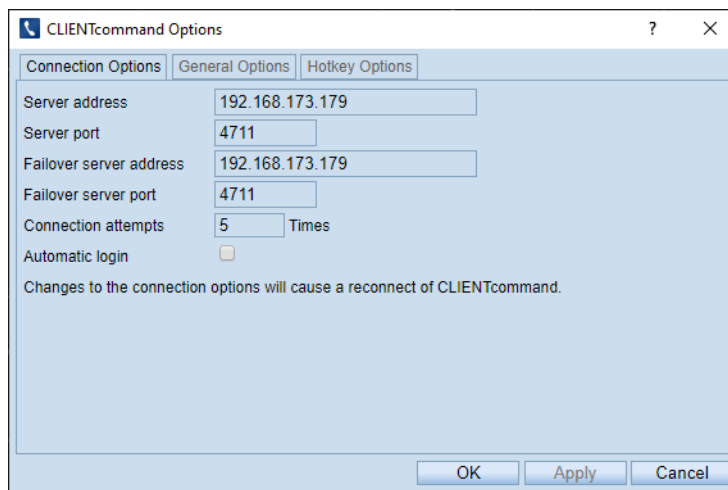 CLIENTcommand Options ?
Connection Options General Options Hotkey Options
Server address 192.168.173.179
Server port 4711
Failover server address 192.168.173.179
Failover server port 4711
Connection attempts 5 Times
Automatic login
Changes to the connection options will cause a reconnect of CLIENTcommand.
OK Apply Cancel